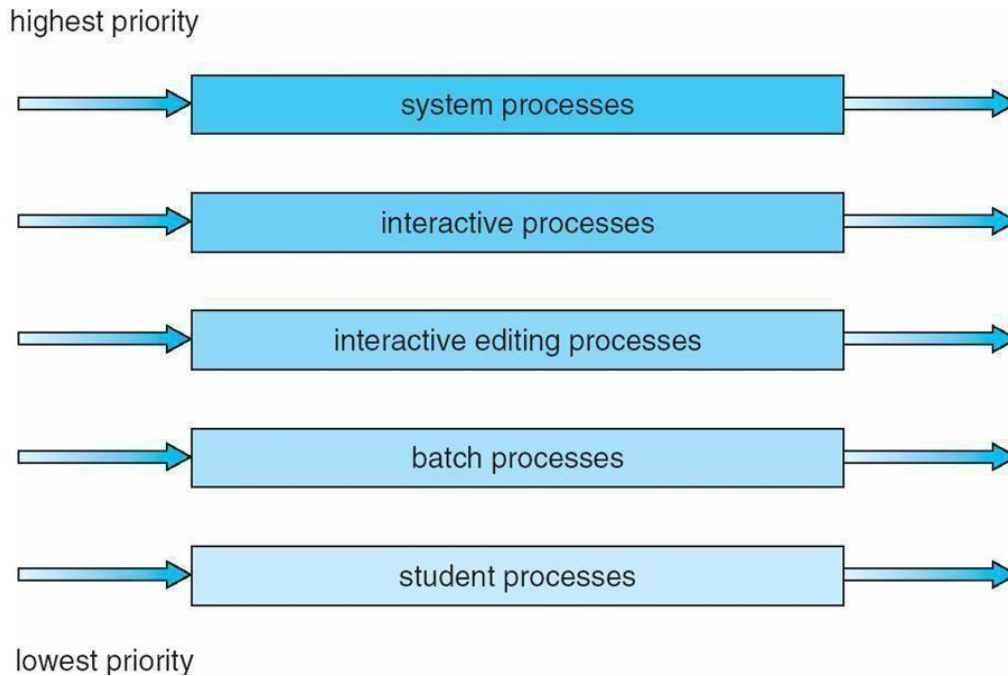 highest priority
system processes
interactive processes
interactive editing processes
batch processes
student processes
lowest priority